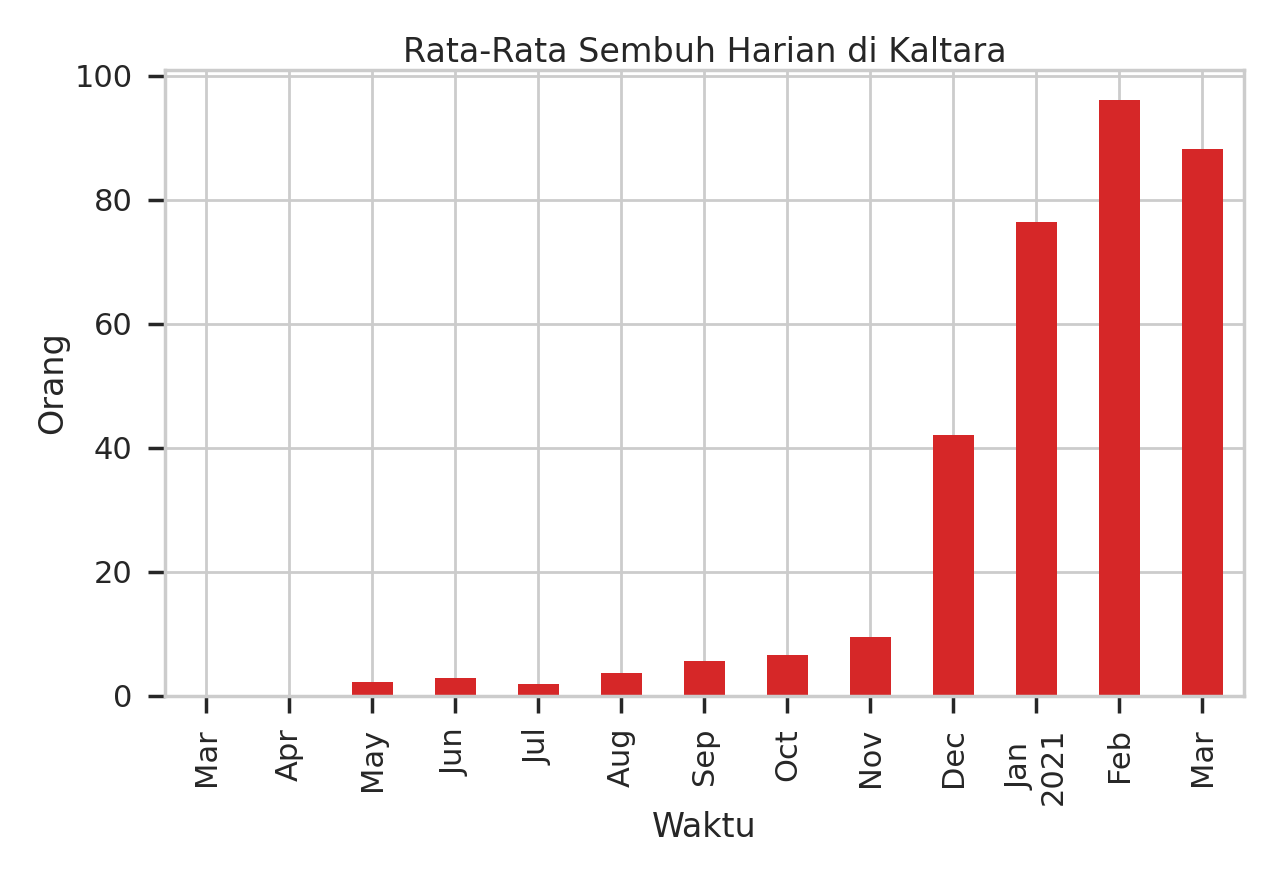 Rata-Rata Sembuh Harian di Kaltara
100
80
60
40
20
0
Orang
Mar
Apr
May
Jun
Jul
Aug
Sep
Oct
Nov
Dec
Jan
2021
Feb
Mar
Waktu